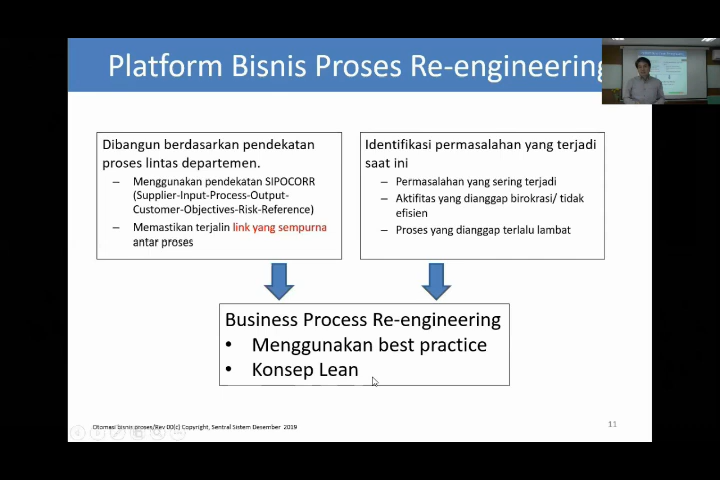 Platform Bisnis Proses Re-engineering
Dibangun berdasarkan pendekatan
proses lintas departemen.
– Menggunakan pendekatan SIPOCORR
(Supplier-Input-Process-Output-
Customer-Objectives-Risk-Reference)
– Memastikan terjalin link yang sempurna
antar proses
Identifikasi permasalahan yang terjadi
saat ini
– Permasalahan yang sering terjadi
– Aktifitas yang dianggap birokrasi/ tidak
efisien
– Proses yang dianggap terlalu lambat
Business Process Re-engineering
• Menggunakan best practice
• Konsep Lean
Otomasi bisnis proses/Rev 00(c) Copyright, Sentral Sistem Desember 2019
11